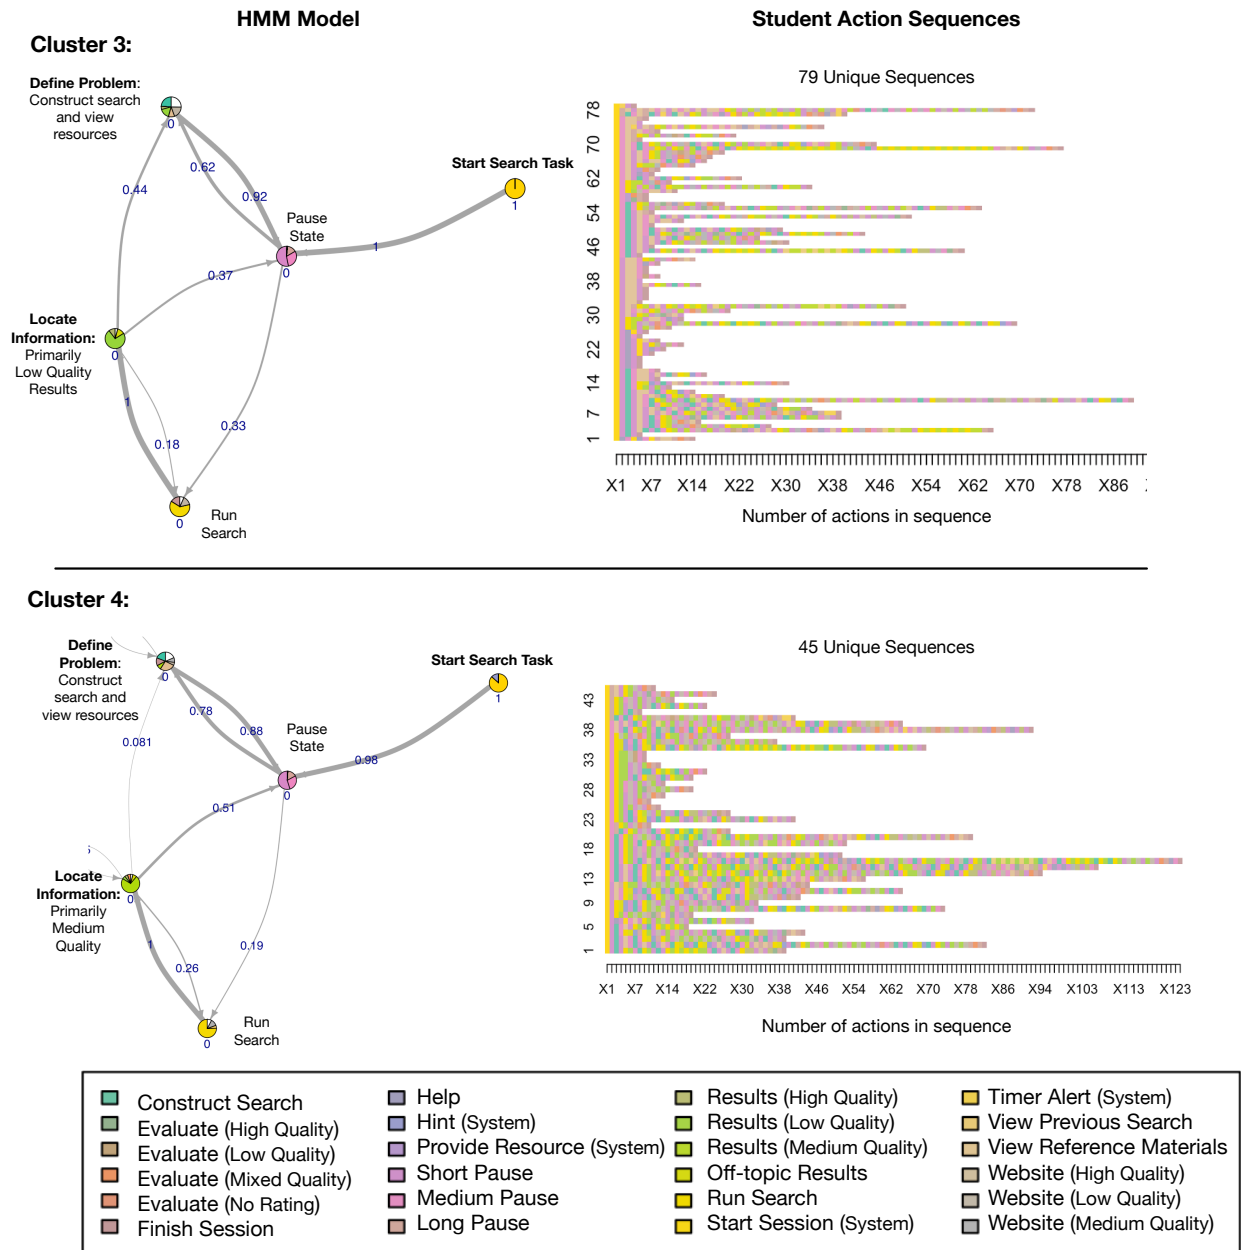 HMM Model
Student Action Sequences
Cluster 3:
Define Problem:
Construct search
and view
resources
0
0.62
0.92
0.44
Start Search Task
1
Pause
State
0
1
0.37
Locate
Information:
Primarily
Low Quality
Results
0
1
0.18
0.33
Run
Search
0
79 Unique Sequences
78
70
62
54
46
38
30
22
14
7
1
X1 X7 X14 X22 X30 X38 X46 X54 X62 X70 X78 X86
Number of actions in sequence
Cluster 4:
Define
Problem:
Construct
search and
view resources
0
0.78
0.88
0.081
Start Search Task
1
Pause
State
0
0.98
0.51
Locate
Information:
Primarily
Medium
Quality
0
1
0.26
0.19
Run
Search
0
45 Unique Sequences
43
38
33
28
23
18
13
9
5
1
X1 X7 X14 X22 X30 X38 X46 X54 X62 X70 X78 X86 X94 X103 X113 X123
Number of actions in sequence
Construct Search
Evaluate (High Quality)
Evaluate (Low Quality)
Evaluate (Mixed Quality)
Evaluate (No Rating)
Finish Session
Help
Hint (System)
Provide Resource (System)
Short Pause
Medium Pause
Long Pause
Results (High Quality)
Results (Low Quality)
Results (Medium Quality)
Off-topic Results
Run Search
Start Session (System)
Timer Alert (System)
View Previous Search
View Reference Materials
Website (High Quality)
Website (Low Quality)
Website (Medium Quality)